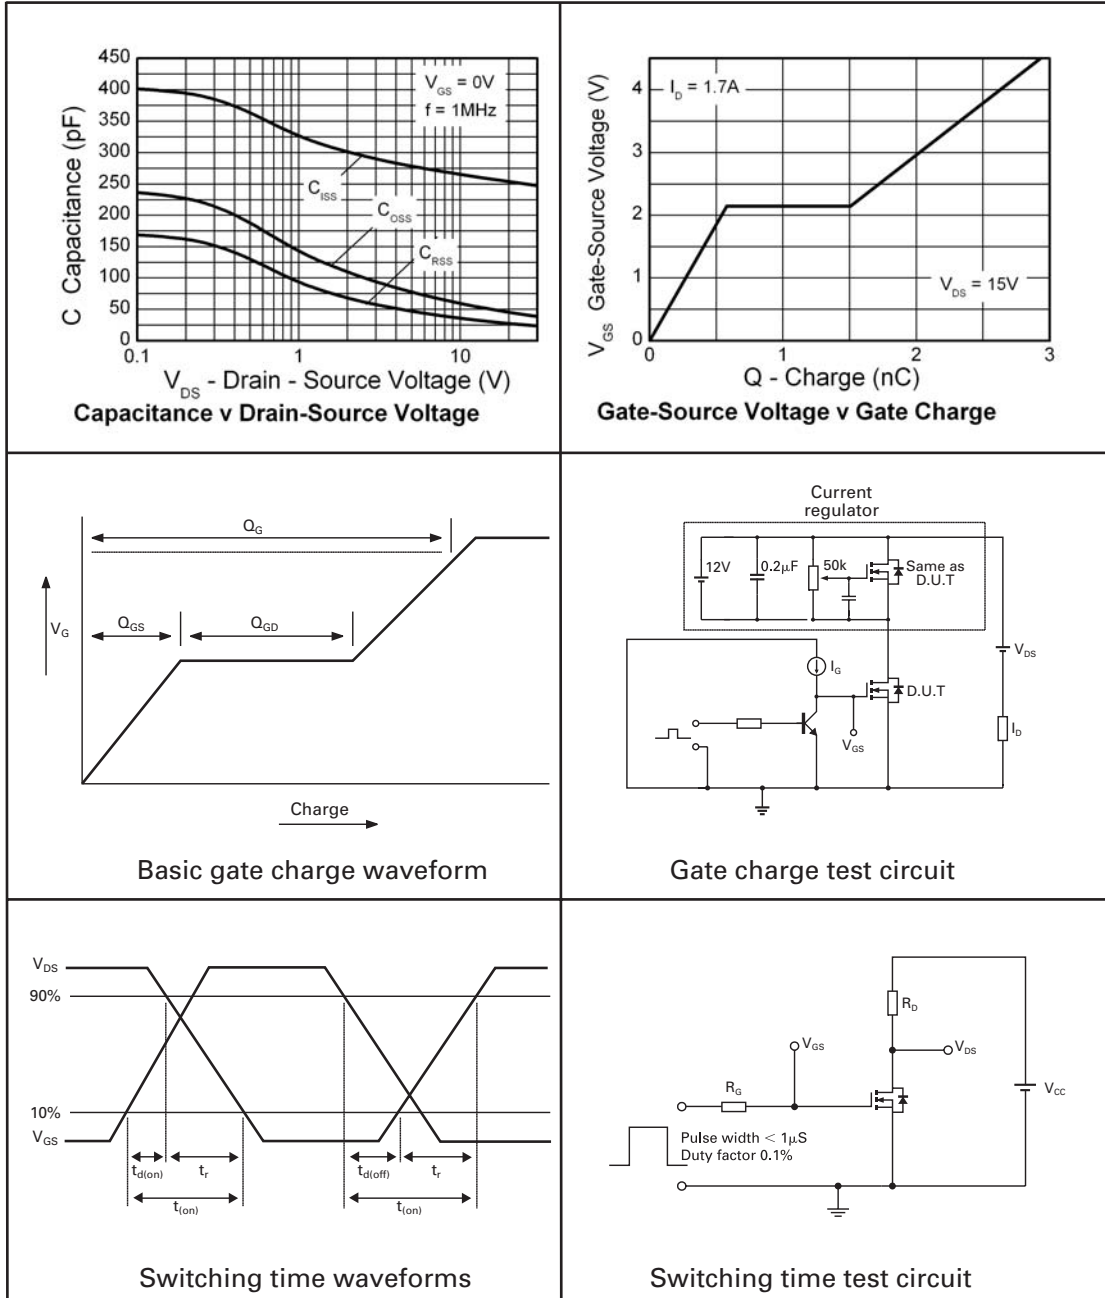 450
400
350
300
250
200
150
100
50
0
C Capacitance (pF)
V_GS = 0V
f = 1MHz
C_ISS
C_OSS
C_RSS
0.1
1
10
V_DS - Drain - Source Voltage (V)
Capacitance v Drain-Source Voltage
4
3
2
1
0
V_GS Gate-Source Voltage (V)
I_D = 1.7A
V_DS = 15V
0
1
2
3
Q - Charge (nC)
Gate-Source Voltage v Gate Charge
Q_G
Q_GS
Q_GD
V_G
Charge
Basic gate charge waveform
Current
regulator
12V
0.2μF
50k
Same as
D.U.T
I_G
V_DS
D.U.T
V_GS
I_D
Gate charge test circuit
V_DS
90%
10%
V_GS
t_d(on)
t_r
t_(on)
t_d(off)
t_r
t_(on)
Switching time waveforms
R_D
V_GS
V_DS
R_G
V_CC
Pulse width < 1μS
Duty factor 0.1%
Switching time test circuit